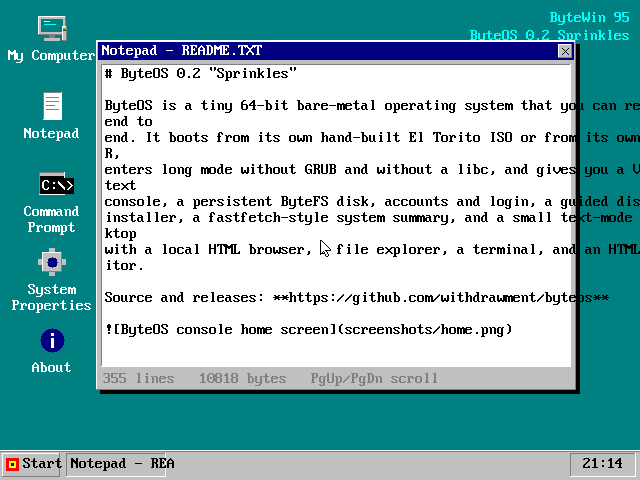 ByteWin 95
ByteOS 0.2 Sprinkles
My Computer
Notepad
C:\>
Command
Prompt
System
Properties
About
Notepad - README.TXT
# ByteOS 0.2 "Sprinkles"
ByteOS is a tiny 64-bit bare-metal operating system that you can re
end to
end. It boots from its own hand-built El Torito ISO or from its own
R,
enters long mode without GRUB and without a libc, and gives you a V
text
console, a persistent ByteFS disk, accounts and login, a guided dis
installer, a fastfetch-style system summary, and a small text-mode
ktop
with a local HTML browser, file explorer, a terminal, and an HTML
itor.
Source and releases: **https://github.com/withdrawment/byteos**
![ByteOS console home screen](screenshots/home.png)
355 lines 10818 bytes PgUp/PgDn scroll
Start
Notepad - REA
21:14